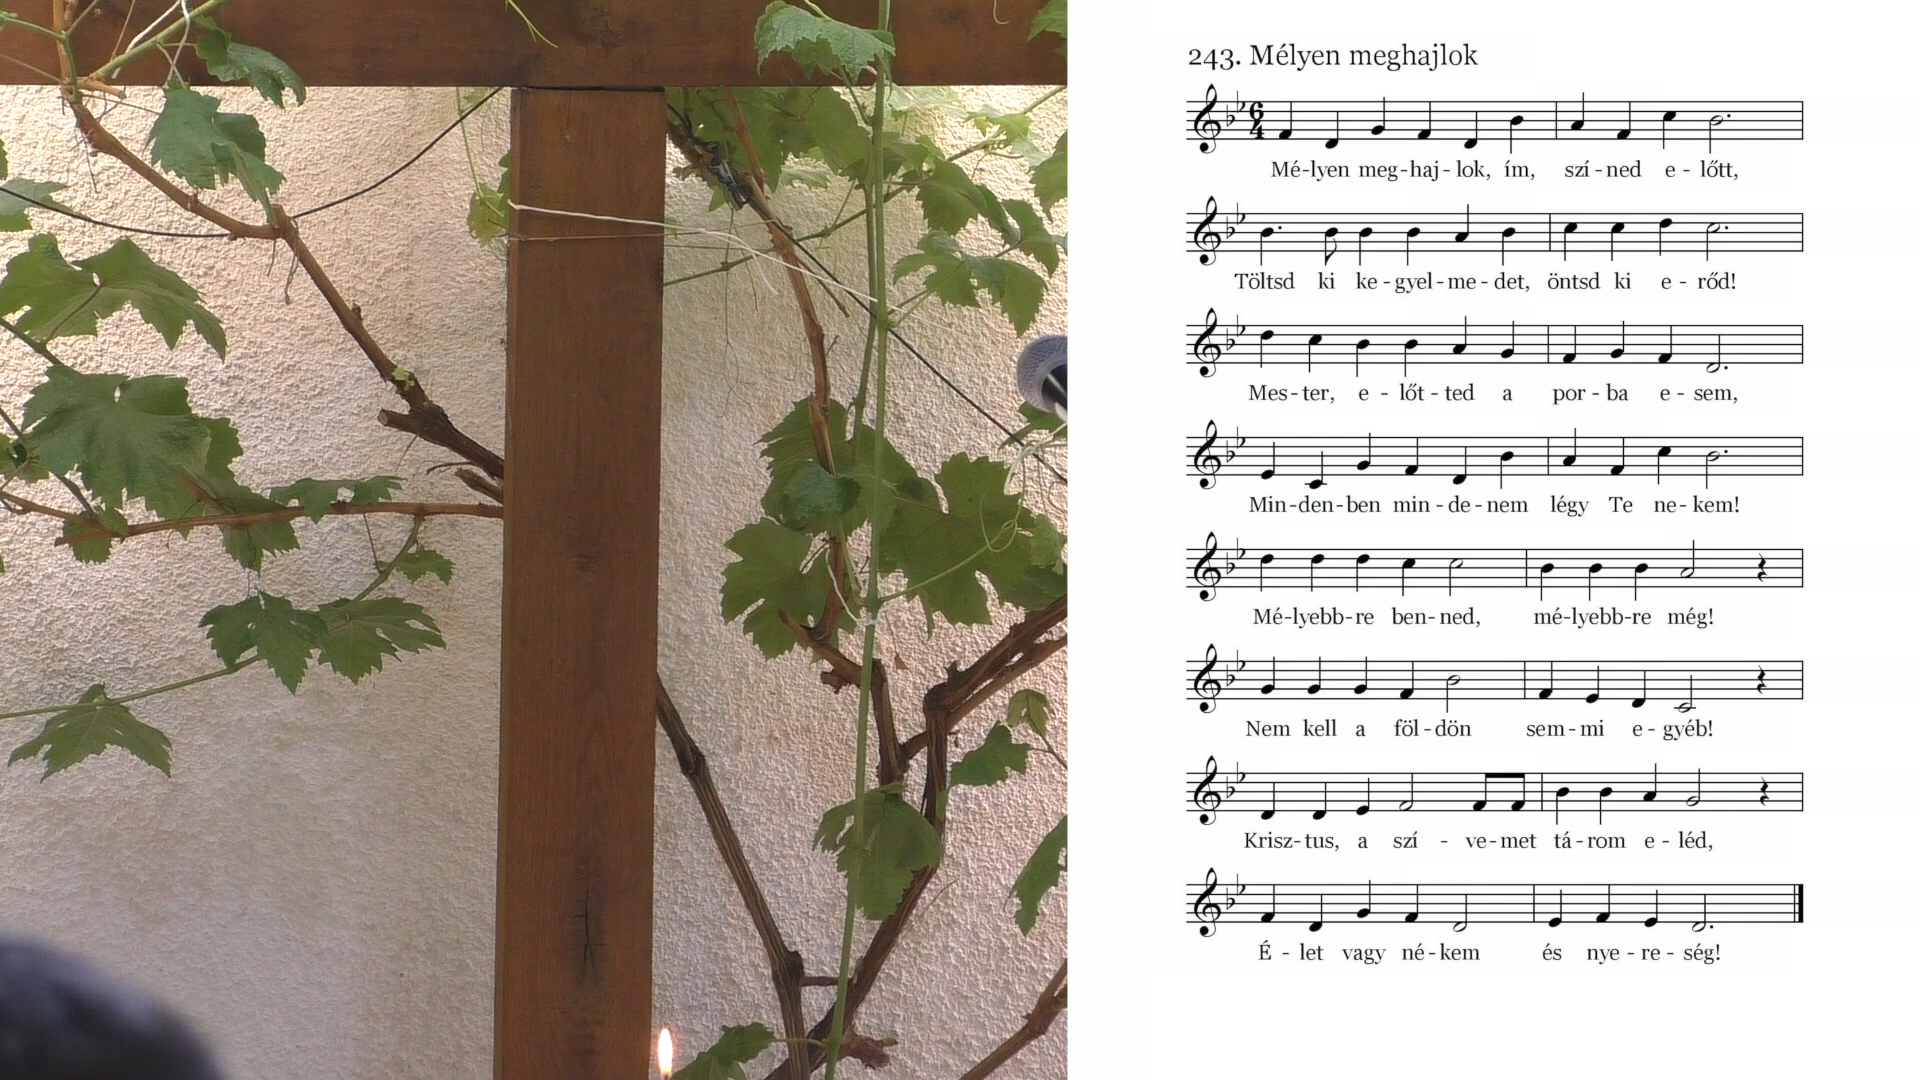 243. Mélyen meghajlok
6
4
Mé-lyen meg-haj-lok, ím, szí-ned e-lőtt,
Töltsd ki ke-gyel-me-det, öntsd ki e-rőd!
Mes-ter, e-lőt-ted a por-ba e-sem,
Min-den-ben min-de-nem légy Te ne-kem!
Mé-lyebb-re ben-ned, mé-lyebb-re még!
Nem kell a föl-dön sem-mi e-gyéb!
Krisz-tus, a szí-ve-met tá-rom e-léd,
É-let vagy né-kem és nye-re-ség!